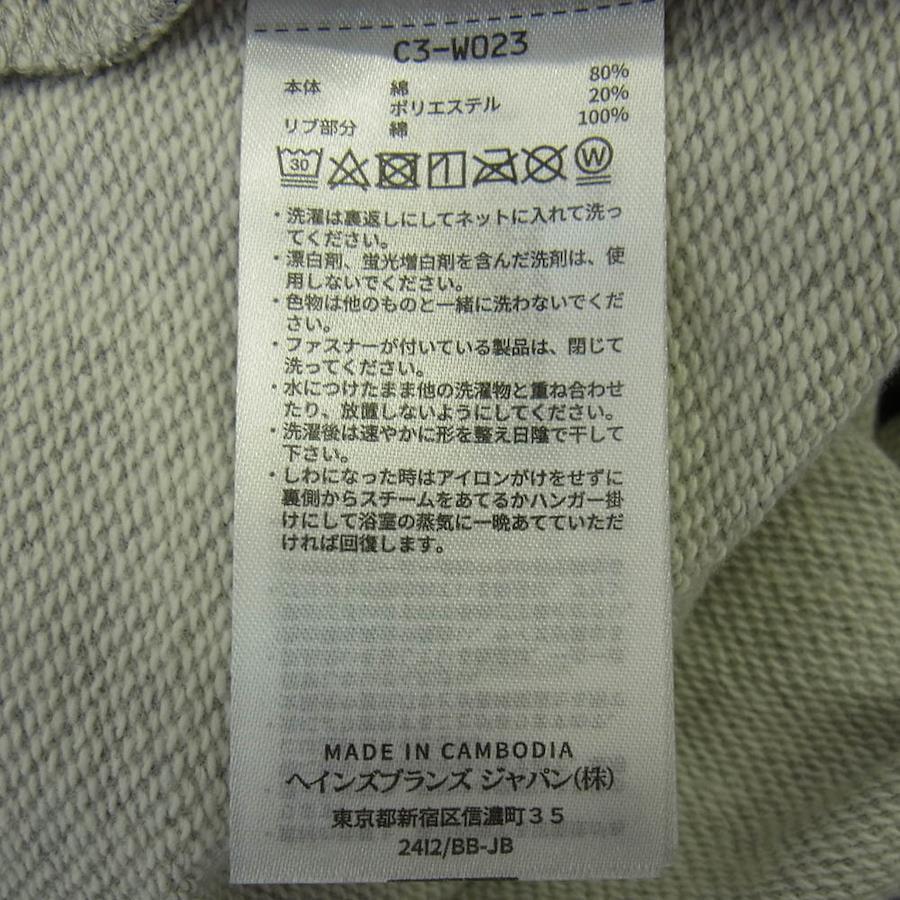 C3-W023
本体 綿 80%
ポリエステル 20%
リブ部分 綿 100%
30 W
・洗濯は裏返しにしてネットに入れて洗っ
てください。
・漂白剤、蛍光増白剤を含んだ洗剤は、使
用しないでください。
・色物は他のものと一緒に洗わないでくだ
さい。
・ファスナーが付いている製品は、閉じて
洗ってください。
・水につけたまま他の洗濯物と重ね合わせ
たり、放置しないようにしてください。
・洗濯後は速やかに形を整え日陰で干して
下さい。
・しわになった時はアイロンがけをせずに
裏側からスチームをあてるかハンガー掛
けにして浴室の蒸気に一晩あてていただ
ければ回復します。
MADE IN CAMBODIA
ヘインズブランズ ジャパン(株)
東京都新宿区信濃町35
2412/BB-JB